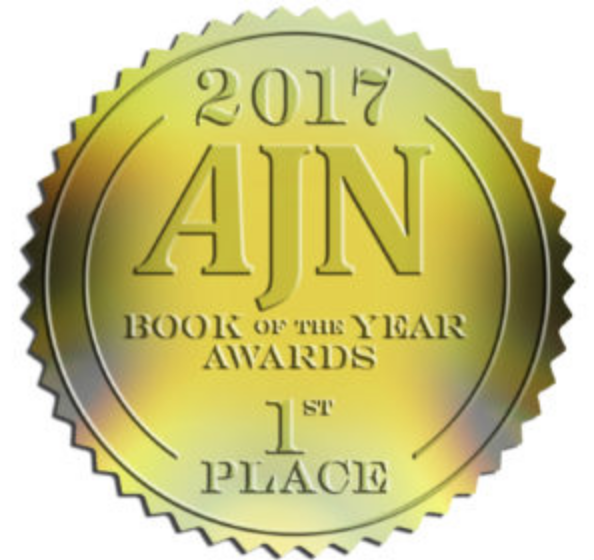 2017
AJN
BOOK OF THE YEAR
AWARDS
1ST
PLACE